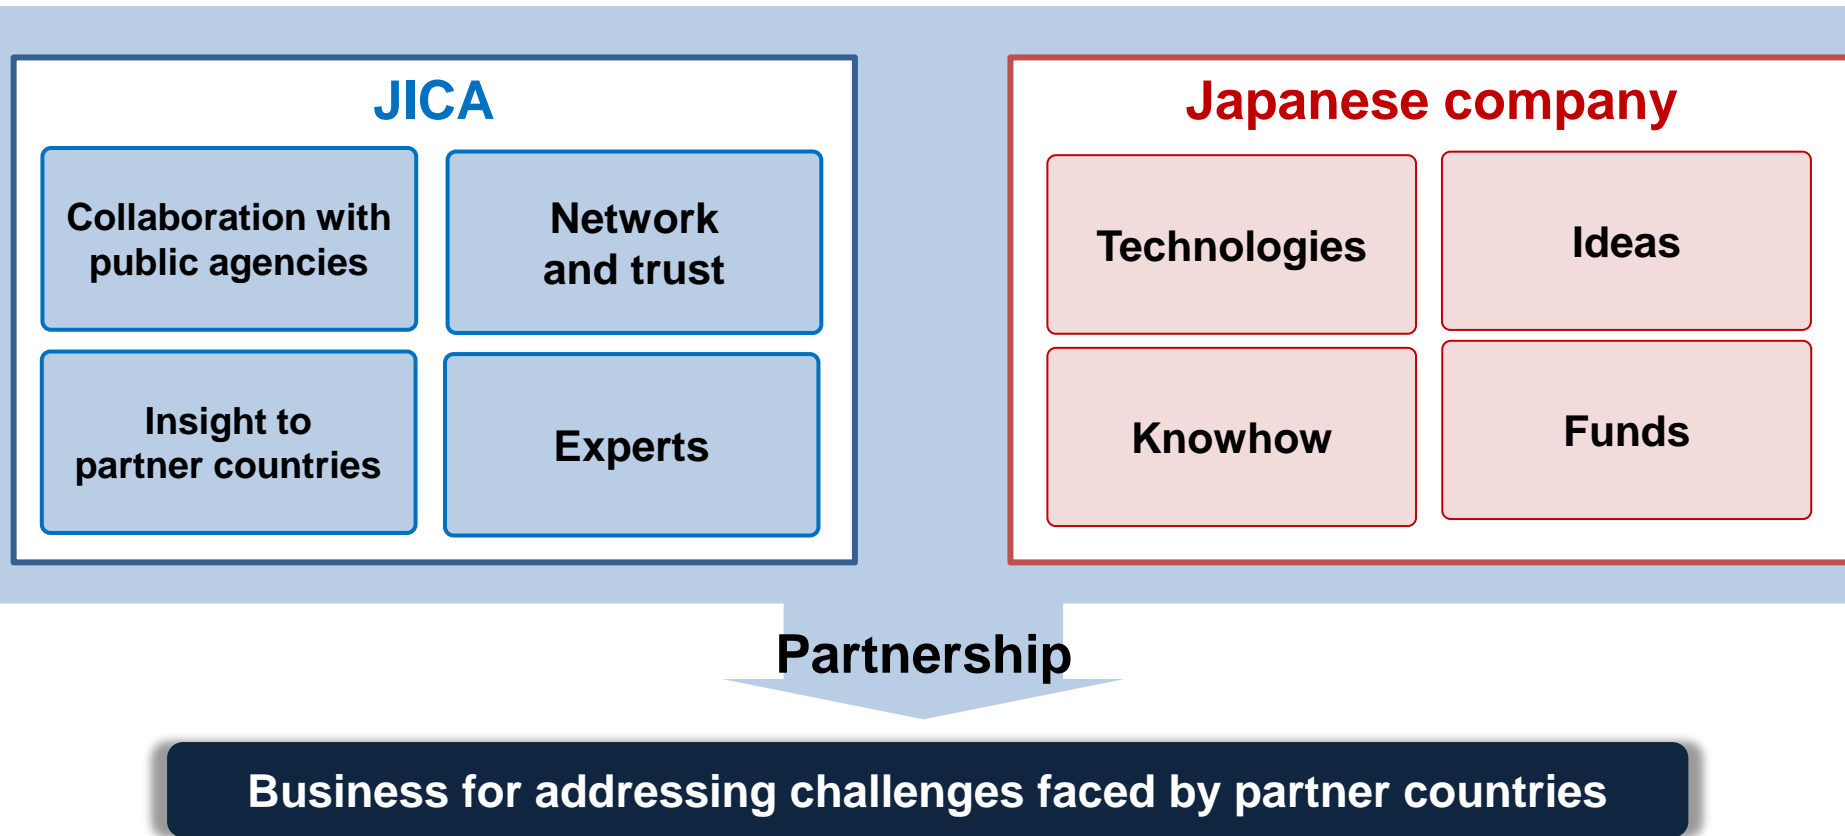 JICA
Collaboration with
public agencies
Network
and trust
Insight to
partner countries
Experts
Japanese company
Technologies
Ideas
Knowhow
Funds
Partnership
Business for addressing challenges faced by partner countries